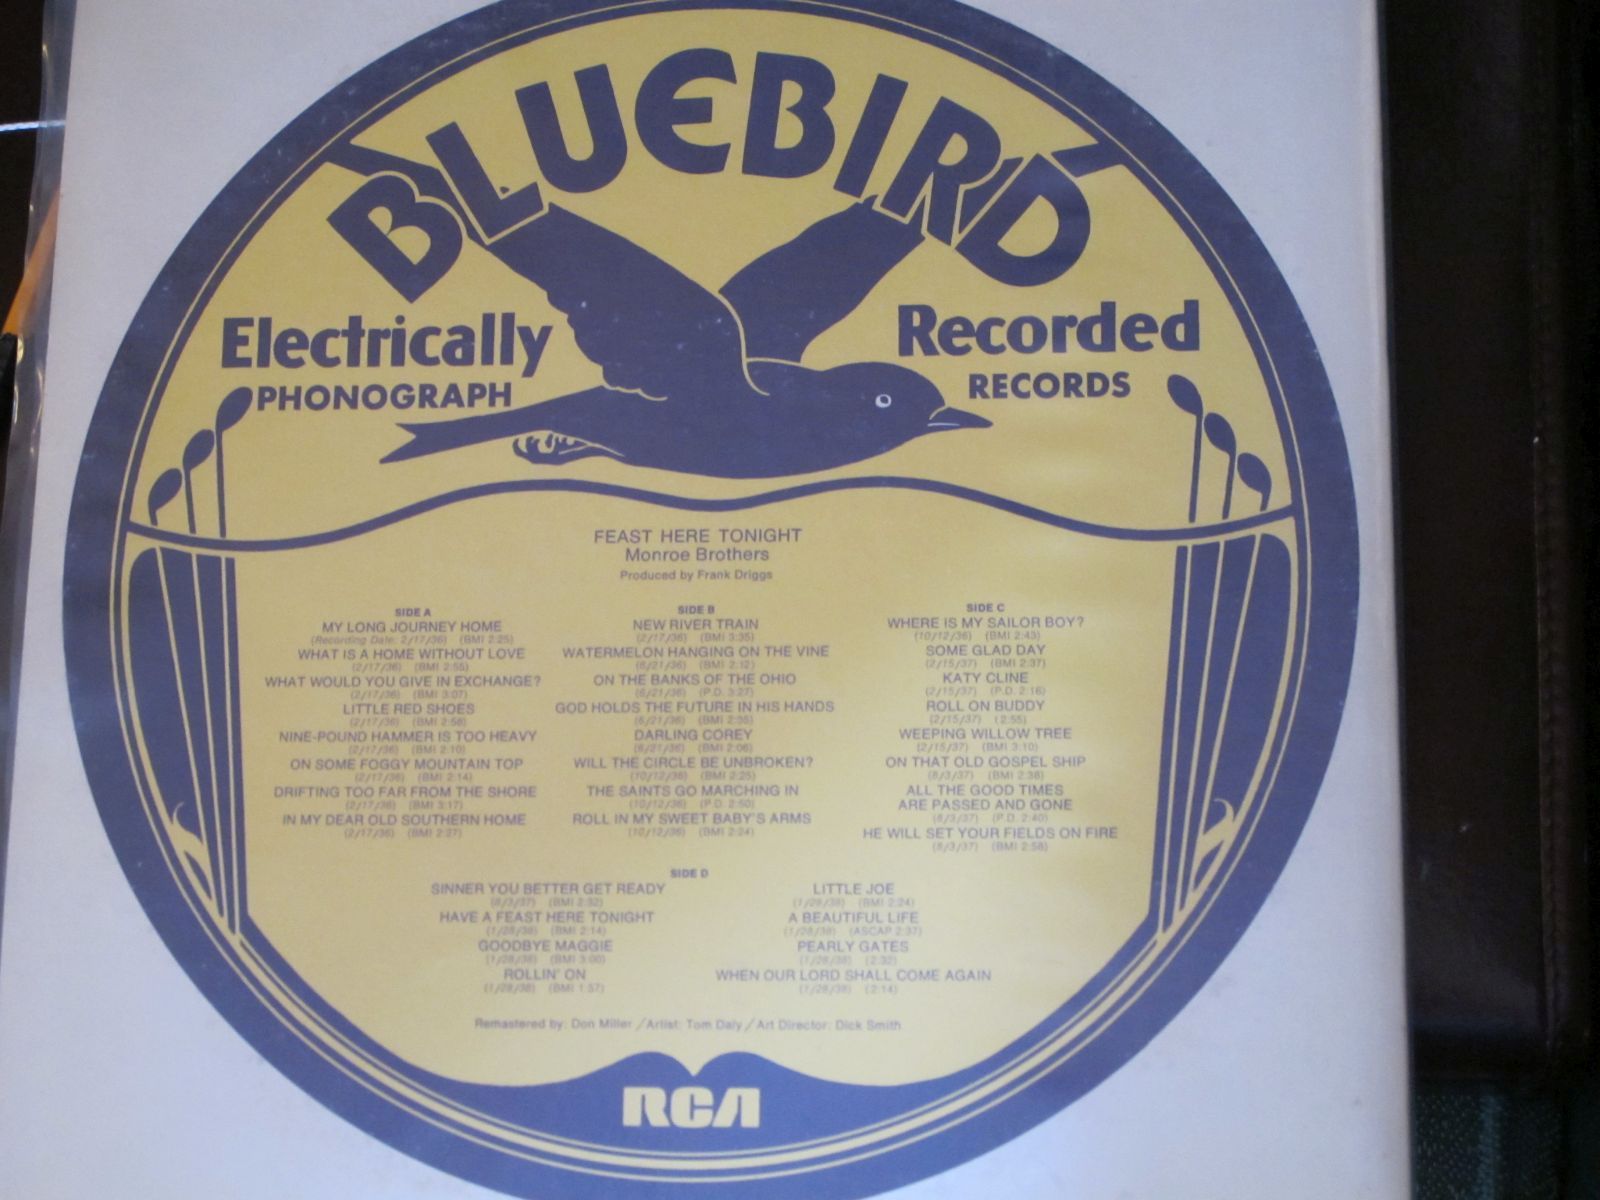 BLUEBIRD
Electrically Recorded
PHONOGRAPH RECORDS
FEAST HERE TONIGHT
Monroe Brothers
Produced by Frank Driggs
SIDE A
MY LONG JOURNEY HOME
(Recording Date: 2/17/36) (BMI 2:25)
WHAT IS A HOME WITHOUT LOVE
(2/17/36) (BMI 2:55)
WHAT WOULD YOU GIVE IN EXCHANGE?
(2/17/36) (BMI 3:07)
LITTLE RED SHOES
(2/17/36) (BMI 2:58)
NINE-POUND HAMMER IS TOO HEAVY
(2/17/36) (BMI 2:10)
ON SOME FOGGY MOUNTAIN TOP
(2/17/36) (BMI 2:14)
DRIFTING TOO FAR FROM THE SHORE
(2/17/36) (BMI 3:17)
IN MY DEAR OLD SOUTHERN HOME
(2/17/36) (BMI 2:27)
SIDE B
NEW RIVER TRAIN
(2/17/36) (BMI 3:35)
WATERMELON HANGING ON THE VINE
(6/21/36) (BMI 2:12)
ON THE BANKS OF THE OHIO
(6/21/36) (P.D. 3:27)
GOD HOLDS THE FUTURE IN HIS HANDS
(6/21/36) (BMI
DARLING COREY
(6/21/36) (BMI 2:06)
WILL THE CIRCLE BE UNBROKEN?
(10/12/36) (BMI 2:25)
THE SAINTS GO MARCHING IN
(10/12/36) (P.D. 2:50)
ROLL IN MY SWEET BABY'S ARMS
(10/12/36) (BMI 2:24)
SIDE C
WHERE IS MY SAILOR BOY?
(10/12/36) (BMI 2:43)
SOME GLAD DAY
(2/15/37) (BMI 2:37)
KATY CLINE
(2/15/37) (P.D. 2:16)
ROLL ON BUDDY
(2/15/37) (2:55)
WEEPING WILLOW TREE
(2/15/37) (BMI 3:10)
ON THAT OLD GOSPEL SHIP
(8/3/37) (BMI 2:38)
ALL THE GOOD TIMES
ARE PASSED AND GONE
(8/3/37) (P.D. 2:40)
HE WILL SET YOUR FIELDS ON FIRE
(8/3/37) (BMI 2:58)
SIDE D
SINNER YOU BETTER GET READY
(8/3/37) (BMI 2:32)
HAVE A FEAST HERE TONIGHT
(1/28/38) (BMI 2:14)
GOODBYE MAGGIE
(1/28/38) (BMI 3:00)
ROLLIN' ON
(1/28/38) (BMI 1:57)
LITTLE JOE
(1/28/38) (BMI 2:24)
A BEAUTIFUL LIFE
(1/28/38) (ASCAP 2:37)
PEARLY GATES
(1/28/38) (2:32)
WHEN OUR LORD SHALL COME AGAIN
(1/28/38) (2:14)
Remastered by: Don Miller / Artist: Tom Daly / Art Director: Dick Smith
RCA